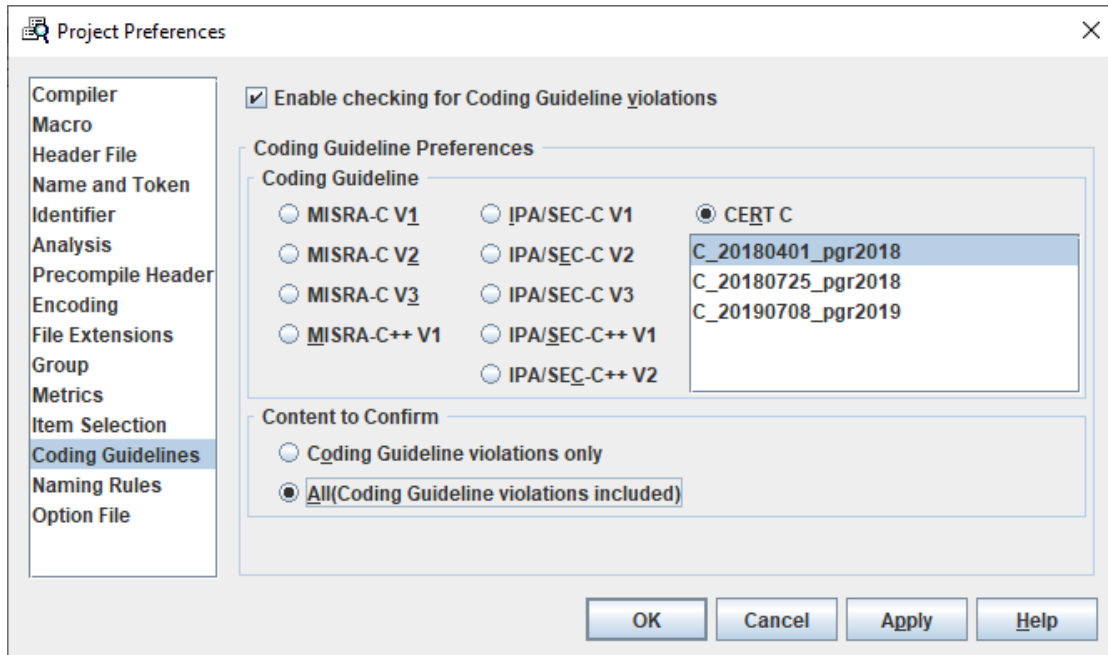 Project Preferences
Compiler
Macro
Header File
Name and Token
Identifier
Analysis
Precompile Header
Encoding
File Extensions
Group
Metrics
Item Selection
Coding Guidelines
Naming Rules
Option File
Enable checking for Coding Guideline violations
Coding Guideline Preferences
Coding Guideline
MISRA-C V1
MISRA-C V2
MISRA-C V3
MISRA-C++ V1
IPA/SEC-C V1
IPA/SEC-C V2
IPA/SEC-C V3
IPA/SEC-C++ V1
IPA/SEC-C++ V2
CERT C
C_20180401_pgr2018
C_20180725_pgr2018
C_20190708_pgr2019
Content to Confirm
Coding Guideline violations only
All(Coding Guideline violations included)
OK
Cancel
Apply
Help